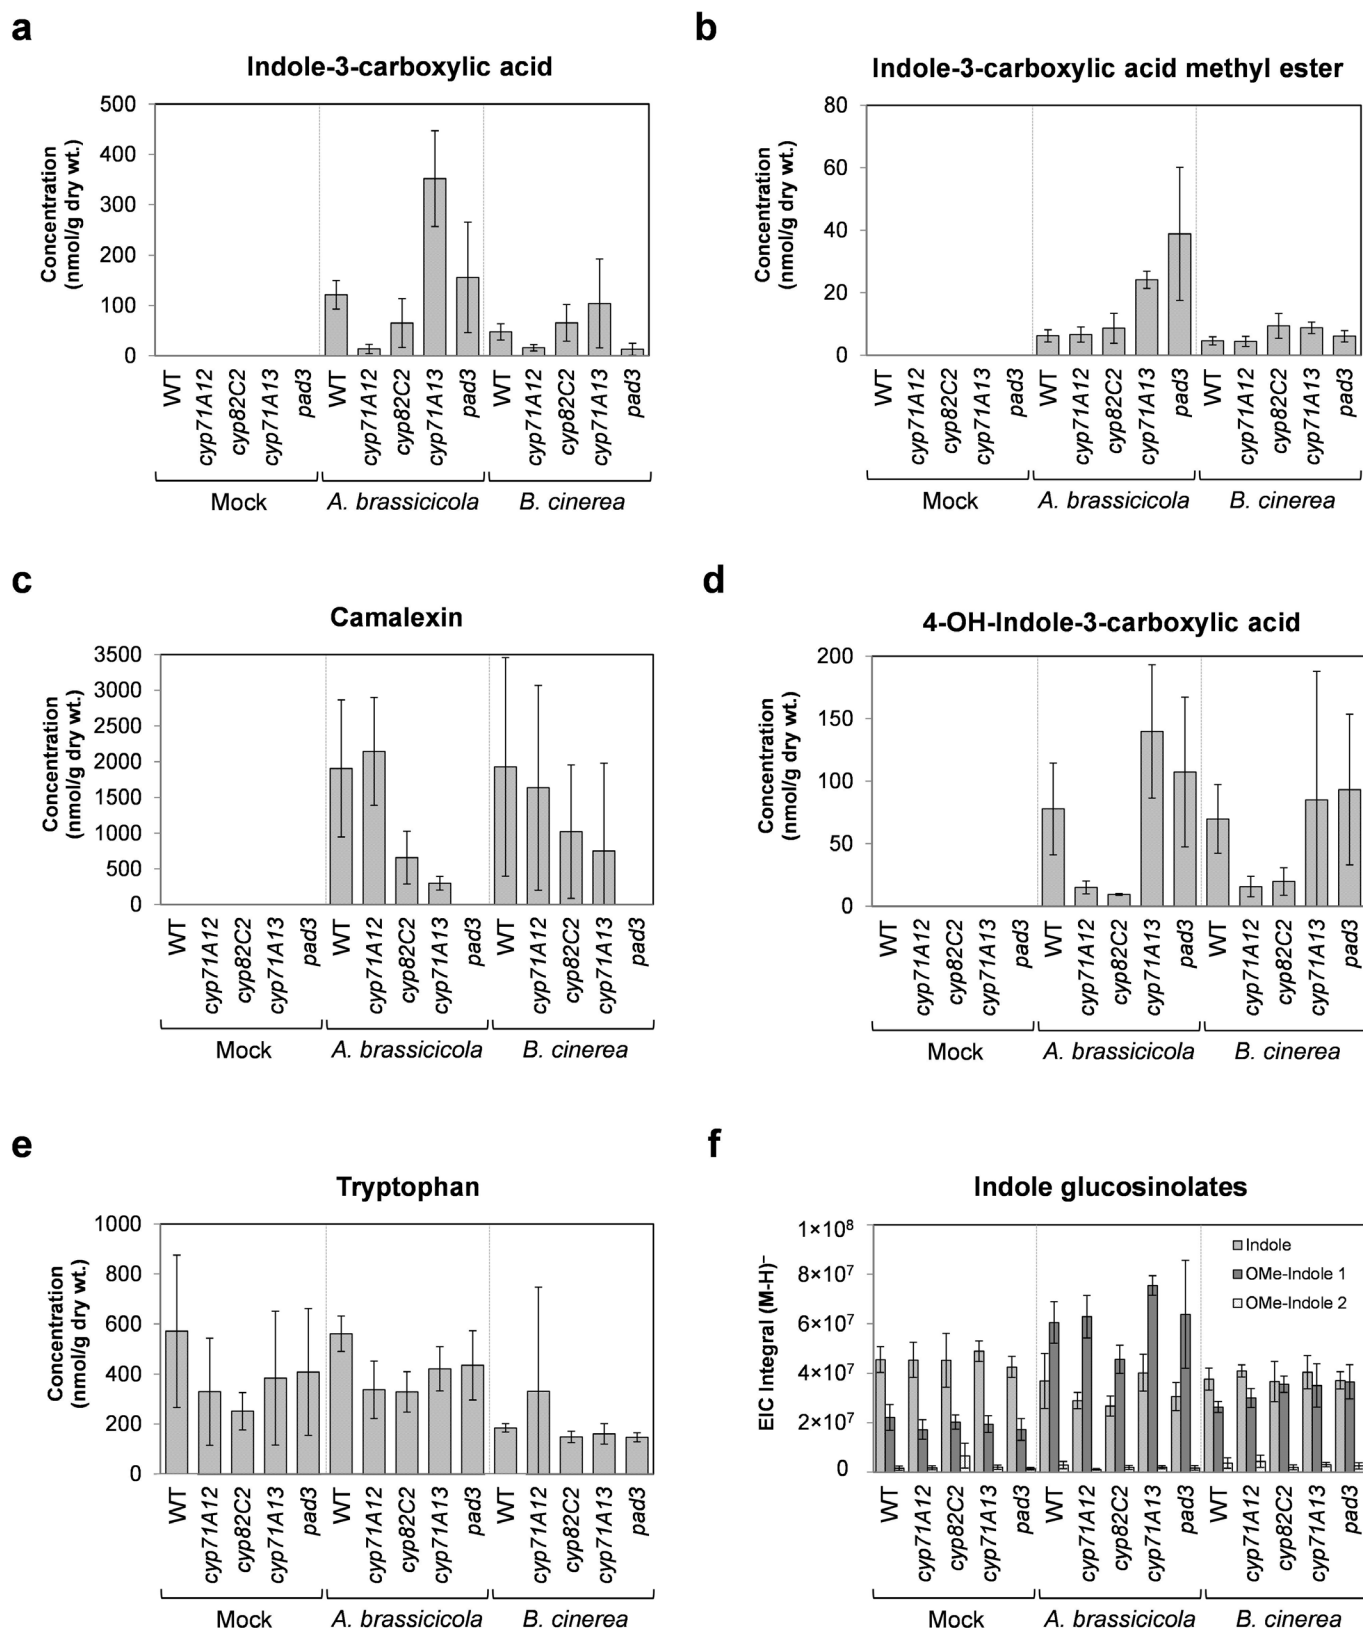 a
Indole-3-carboxylic acid
Concentration
(nmol/g dry wt.)
500
400
300
200
100
0
WT
cyp71A12
cyp82C2
cyp71A13
pad3
WT
cyp71A12
cyp82C2
cyp71A13
pad3
WT
cyp71A12
cyp82C2
cyp71A13
pad3
Mock
A. brassicicola
B. cinerea
b
Indole-3-carboxylic acid methyl ester
Concentration
(nmol/g dry wt.)
80
60
40
20
0
WT
cyp71A12
cyp82C2
cyp71A13
pad3
WT
cyp71A12
cyp82C2
cyp71A13
pad3
WT
cyp71A12
cyp82C2
cyp71A13
pad3
Mock
A. brassicicola
B. cinerea
c
Camalexin
Concentration
(nmol/g dry wt.)
3500
3000
2500
2000
1500
1000
500
0
WT
cyp71A12
cyp82C2
cyp71A13
pad3
WT
cyp71A12
cyp82C2
cyp71A13
pad3
WT
cyp71A12
cyp82C2
cyp71A13
pad3
Mock
A. brassicicola
B. cinerea
d
4-OH-Indole-3-carboxylic acid
Concentration
(nmol/g dry wt.)
200
150
100
50
0
WT
cyp71A12
cyp82C2
cyp71A13
pad3
WT
cyp71A12
cyp82C2
cyp71A13
pad3
WT
cyp71A12
cyp82C2
cyp71A13
pad3
Mock
A. brassicicola
B. cinerea
e
Tryptophan
Concentration
(nmol/g dry wt.)
1000
800
600
400
200
0
WT
cyp71A12
cyp82C2
cyp71A13
pad3
WT
cyp71A12
cyp82C2
cyp71A13
pad3
WT
cyp71A12
cyp82C2
cyp71A13
pad3
Mock
A. brassicicola
B. cinerea
f
Indole glucosinolates
EIC Integral (M-H)⁻
1×10⁸
8×10⁷
6×10⁷
4×10⁷
2×10⁷
0
Indole
OMe-Indole 1
OMe-Indole 2
WT
cyp71A12
cyp82C2
cyp71A13
pad3
WT
cyp71A12
cyp82C2
cyp71A13
pad3
WT
cyp71A12
cyp82C2
cyp71A13
pad3
Mock
A. brassicicola
B. cinerea